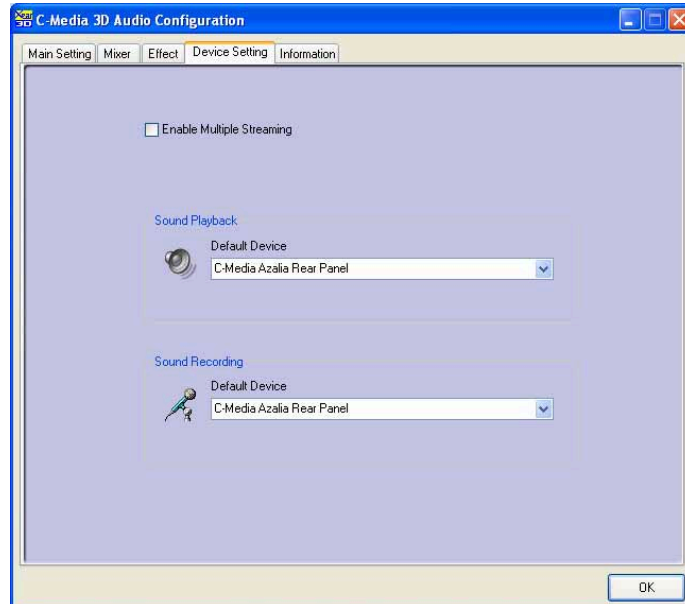 C-Media 3D Audio Configuration
Main Setting Mixer Effect Device Setting Information
Enable Multiple Streaming
Sound Playback
Default Device
C-Media Azalia Rear Panel
Sound Recording
Default Device
C-Media Azalia Rear Panel
OK